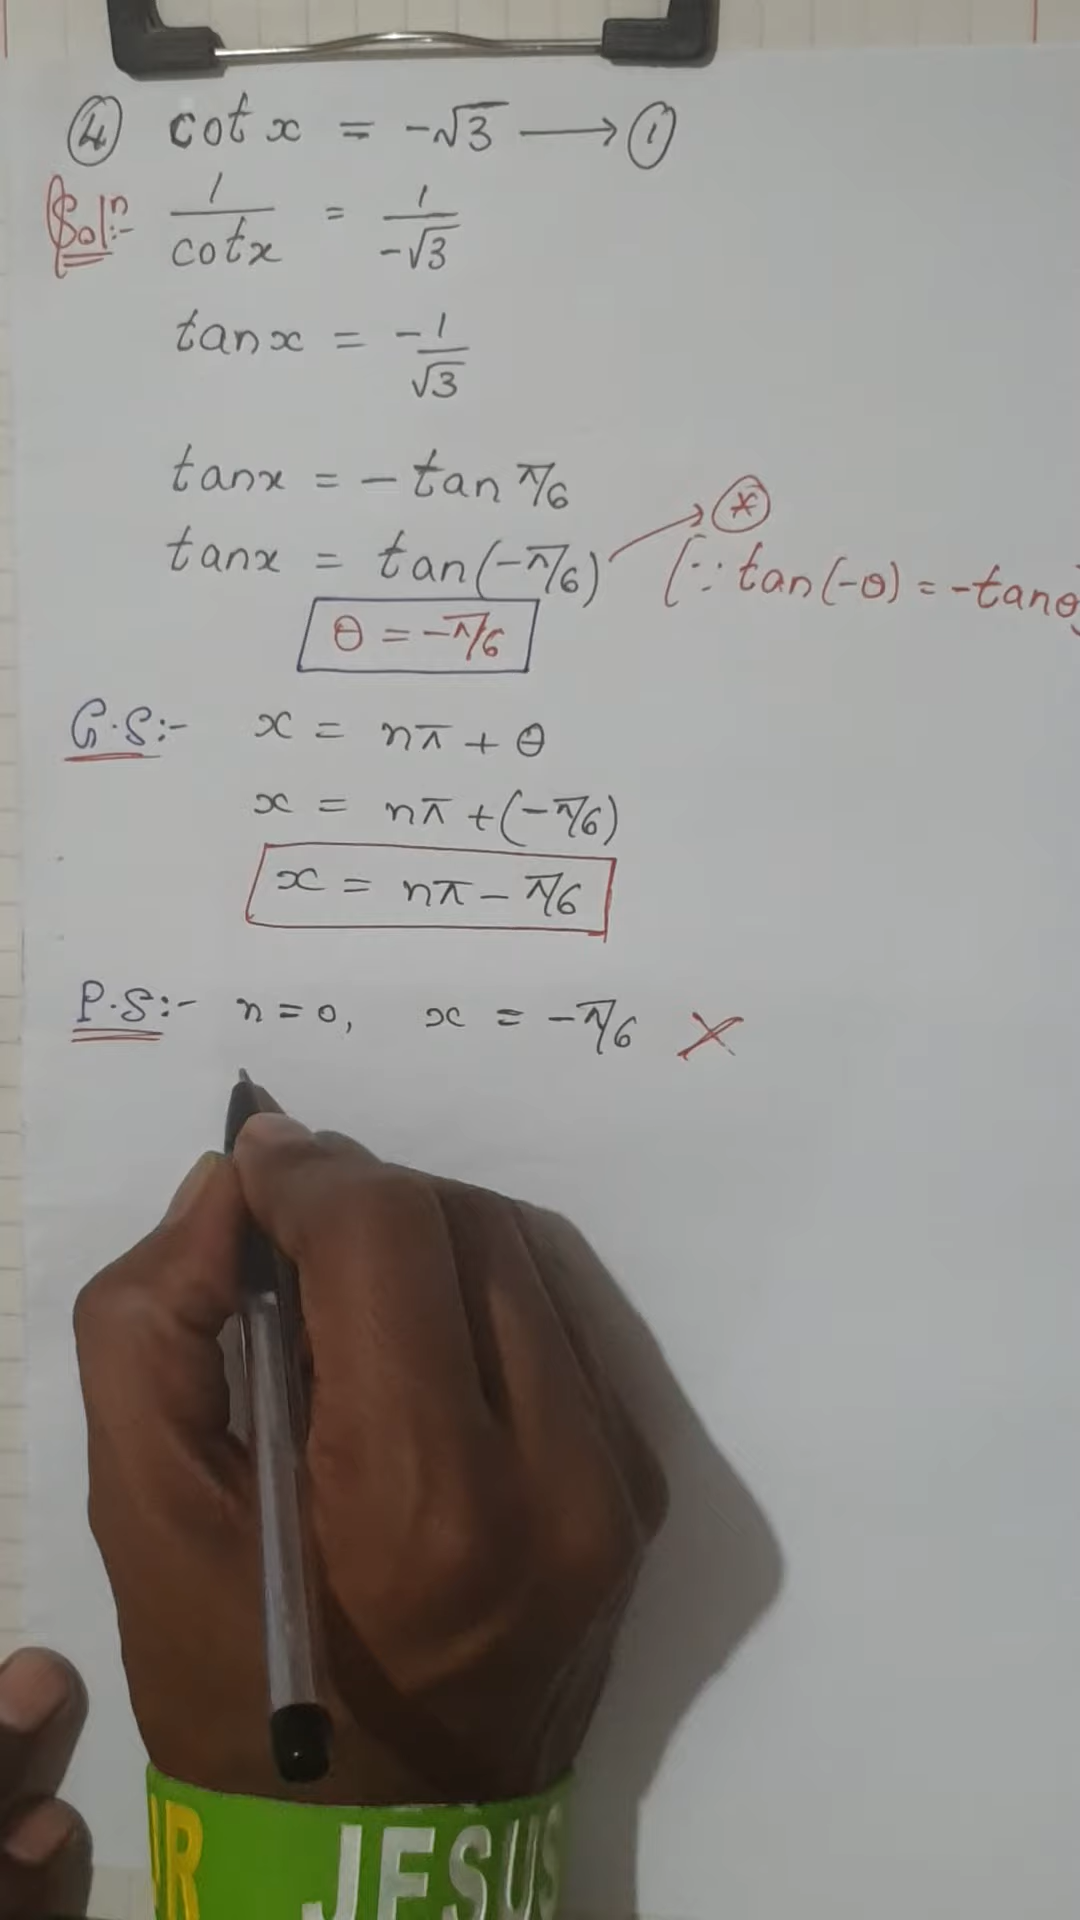 ④ cot x = -√3 ⟶ ①
Solⁿ:- 1/cot x = 1/-√3
tan x = -1/√3
tan x = - tan π/6
tan x = tan(-π/6) → ⊛
[∵ tan(-θ) = -tanθ]
θ = -π/6
G.S:- x = nπ + θ
x = nπ + (-π/6)
x = nπ - π/6
P.S:- n = 0, x = -π/6 ✗
UR JESUS